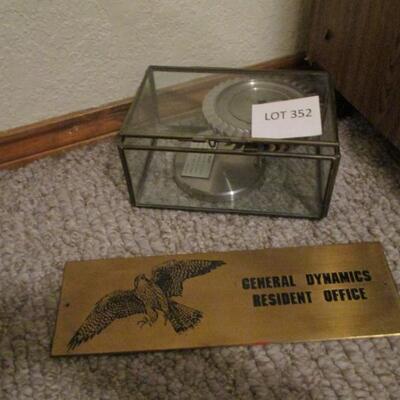 LOT 352
GENERAL DYNAMICS
RESIDENT OFFICE